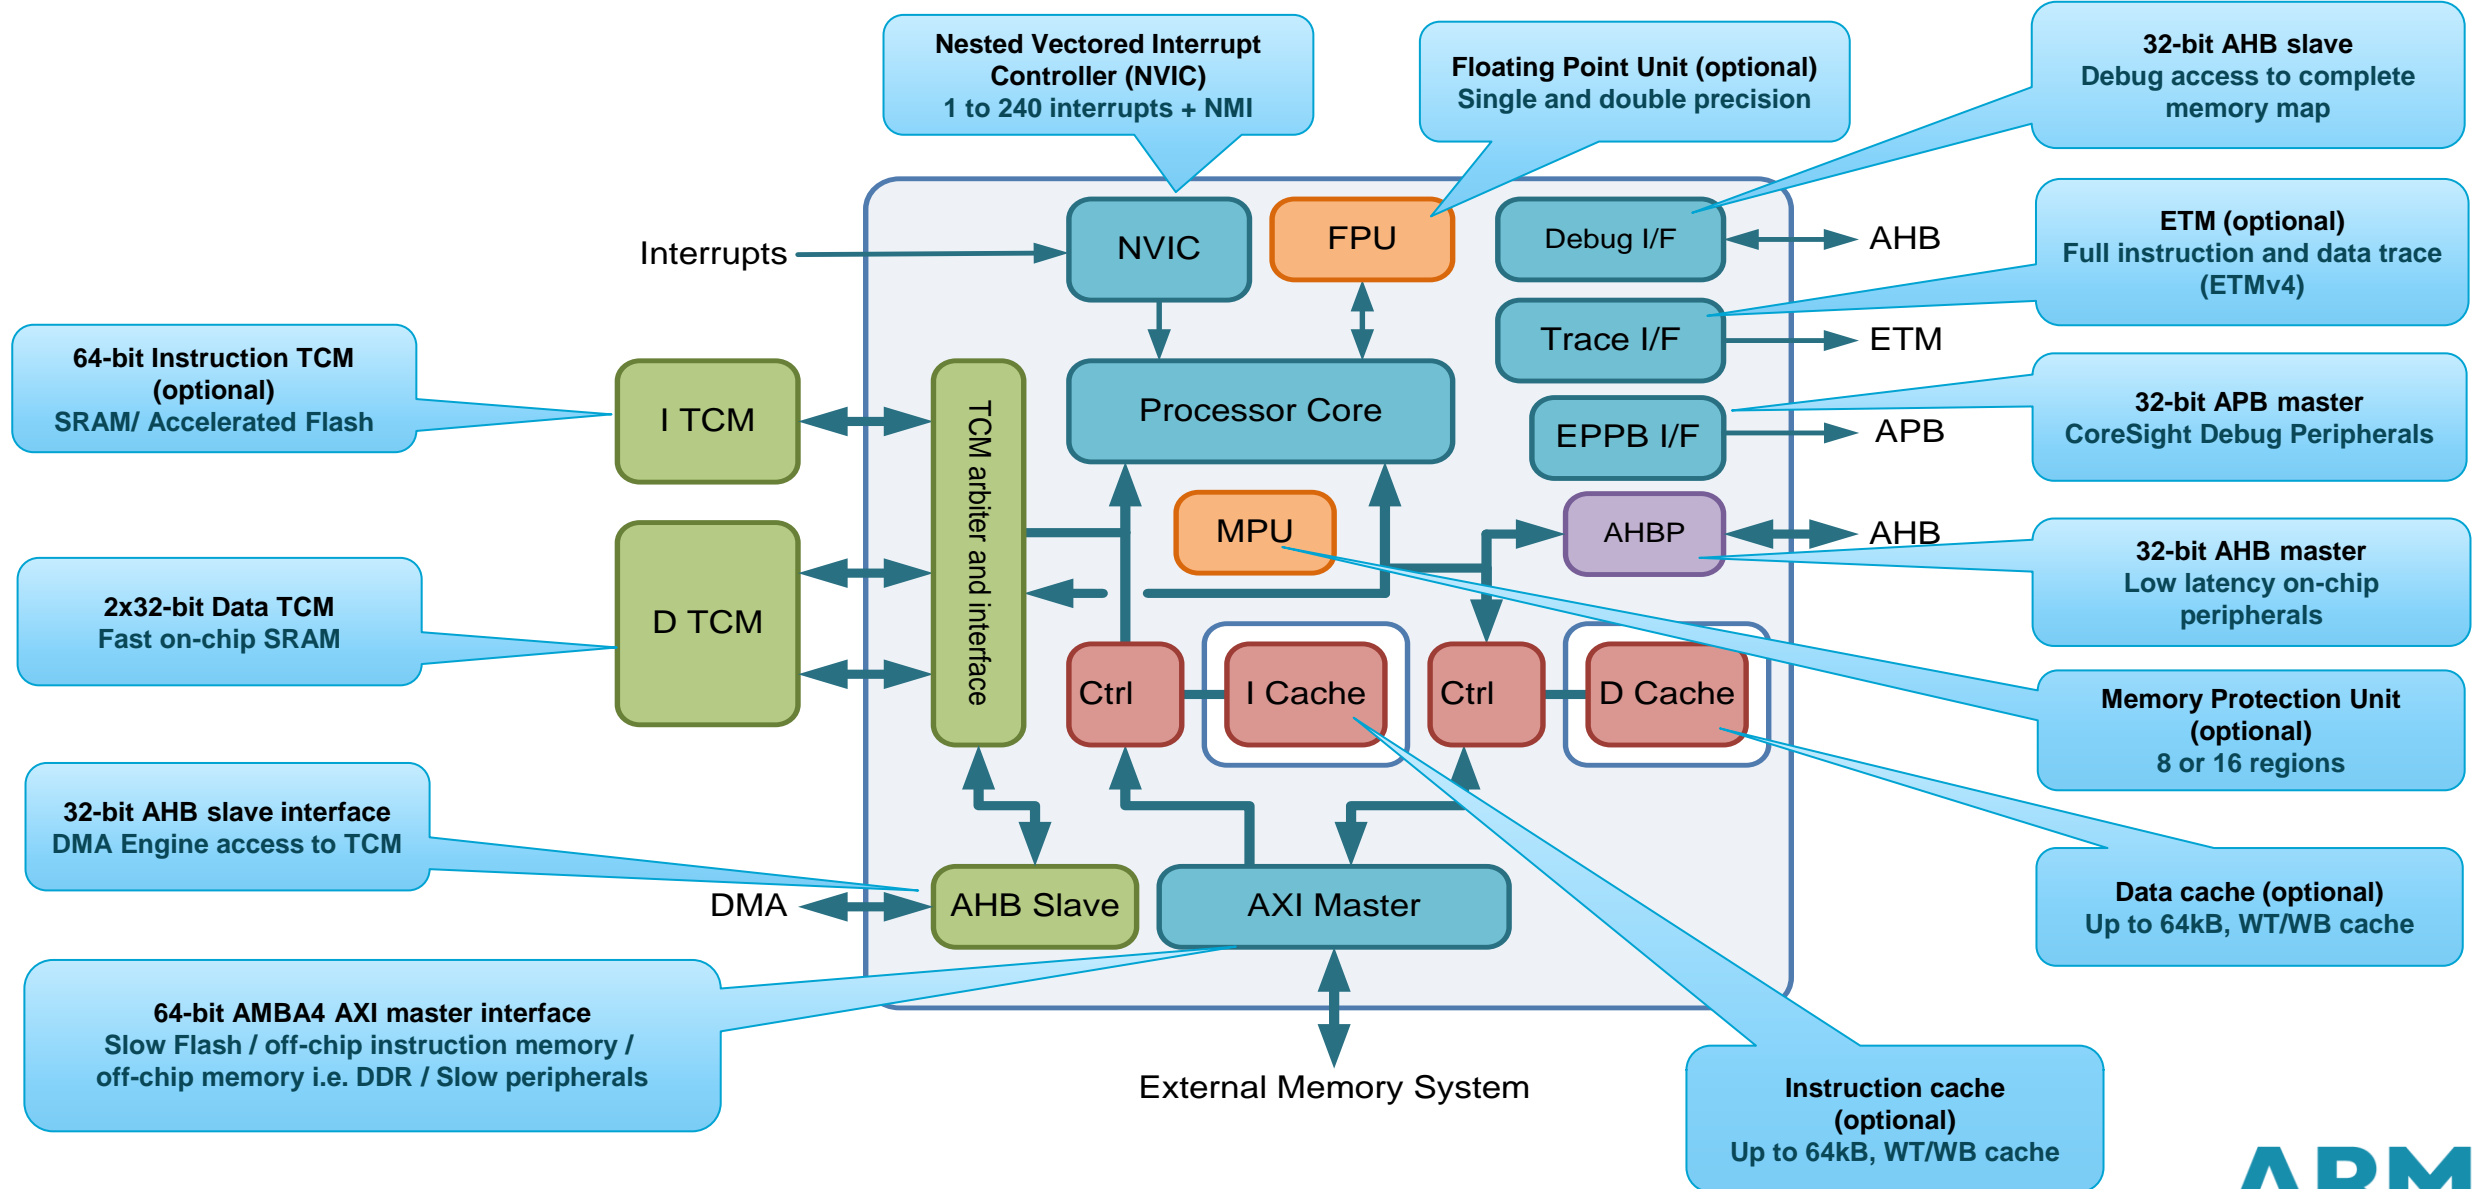 Nested Vectored Interrupt
Controller (NVIC)
1 to 240 interrupts + NMI
Floating Point Unit (optional)
Single and double precision
32-bit AHB slave
Debug access to complete
memory map
ETM (optional)
Full instruction and data trace
(ETMv4)
32-bit APB master
CoreSight Debug Peripherals
32-bit AHB master
Low latency on-chip
peripherals
Memory Protection Unit
(optional)
8 or 16 regions
Data cache (optional)
Up to 64kB, WT/WB cache
Instruction cache
(optional)
Up to 64kB, WT/WB cache
64-bit Instruction TCM
(optional)
SRAM/ Accelerated Flash
2x32-bit Data TCM
Fast on-chip SRAM
32-bit AHB slave interface
DMA Engine access to TCM
64-bit AMBA4 AXI master interface
Slow Flash / off-chip instruction memory /
off-chip memory i.e. DDR / Slow peripherals
Interrupts
NVIC
FPU
Debug I/F
AHB
Trace I/F
ETM
I TCM
TCM arbiter and interface
Processor Core
EPPB I/F
APB
MPU
AHBP
AHB
D TCM
Ctrl
I Cache
Ctrl
D Cache
DMA
AHB Slave
AXI Master
External Memory System
ARM